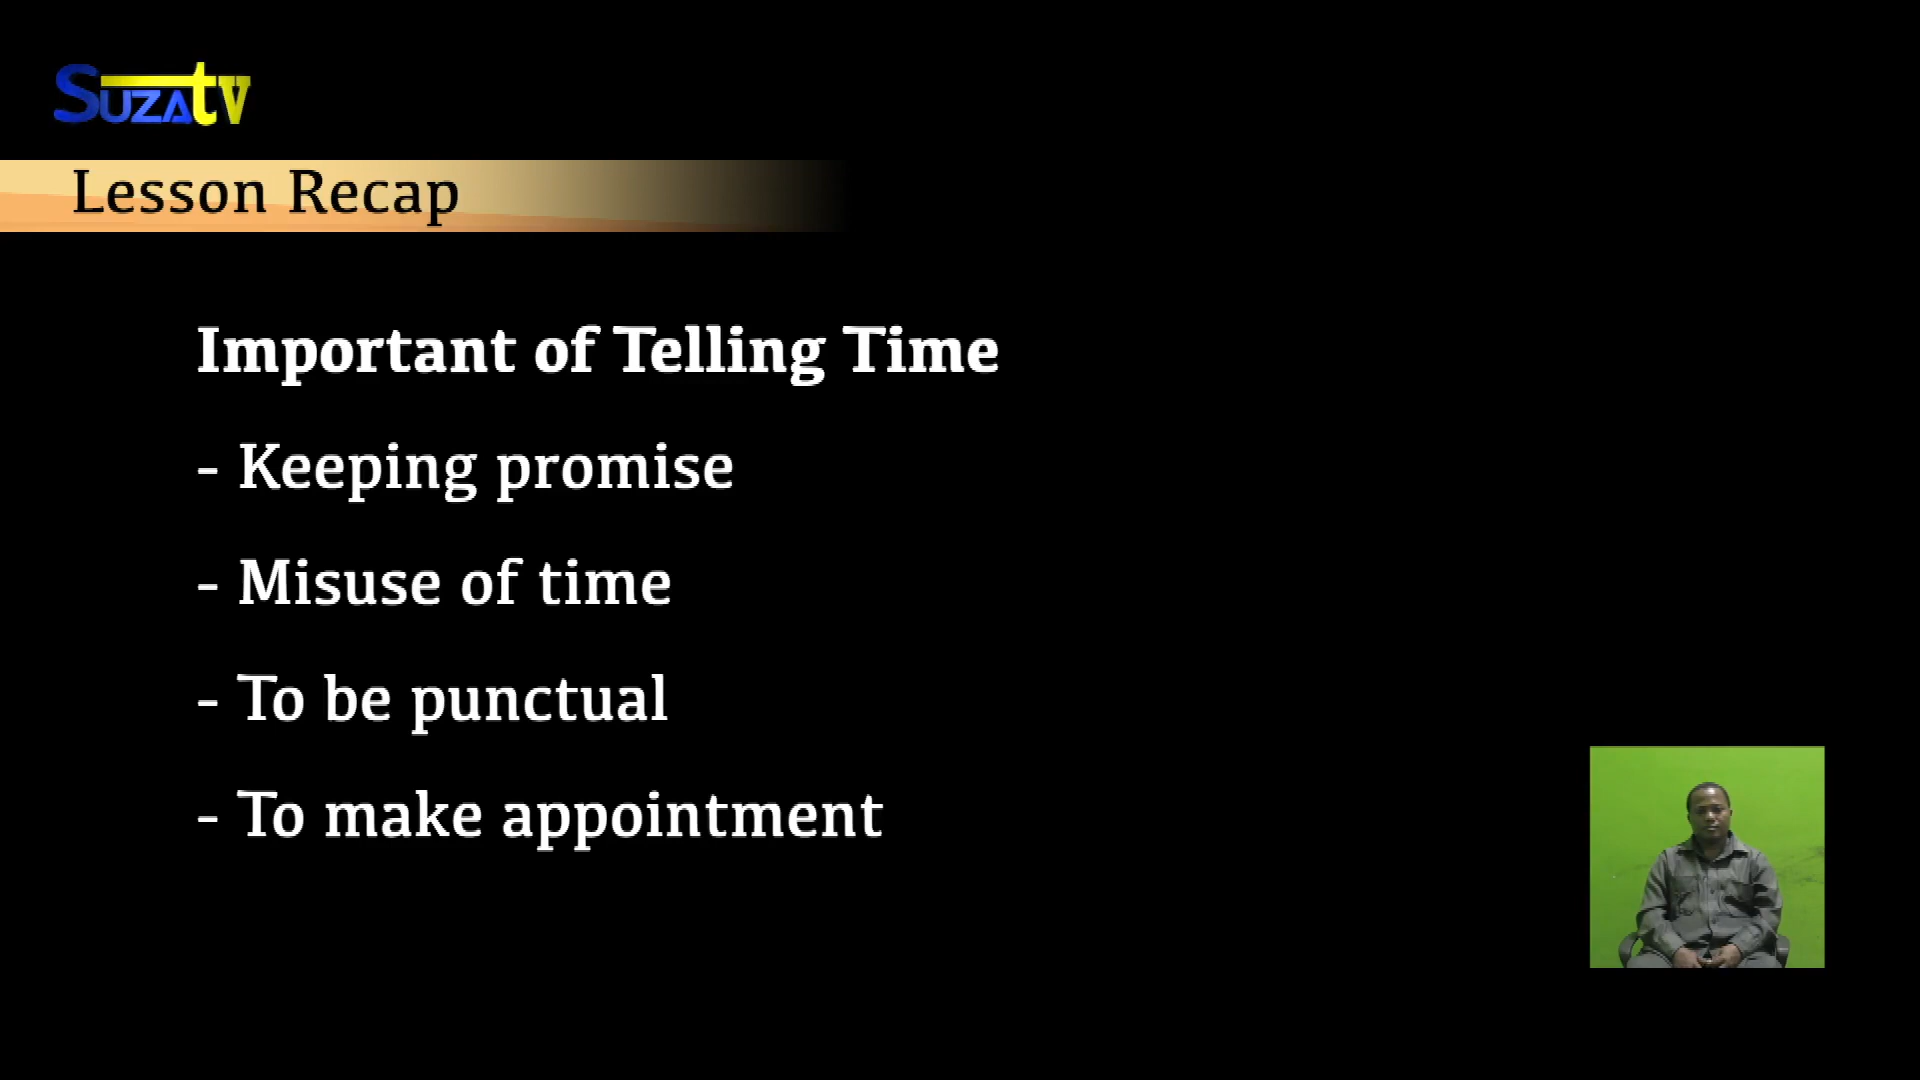 SUZAtv
Lesson Recap
Important of Telling Time
- Keeping promise
- Misuse of time
- To be punctual
- To make appointment